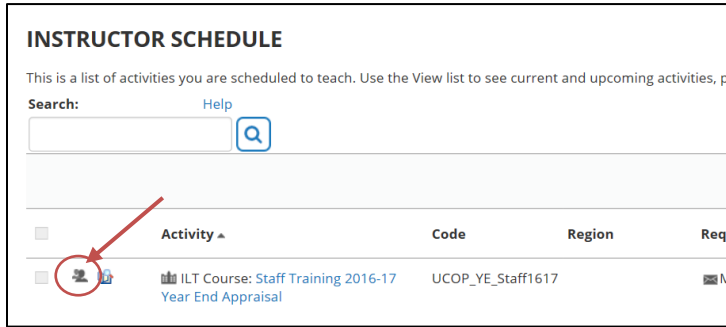 INSTRUCTOR SCHEDULE
This is a list of activities you are scheduled to teach. Use the View list to see current and upcoming activities,
Search: Help
Activity Code Region Req
ILT Course: Staff Training 2016-17 UCOP_YE_Staff1617 M
Year End Appraisal